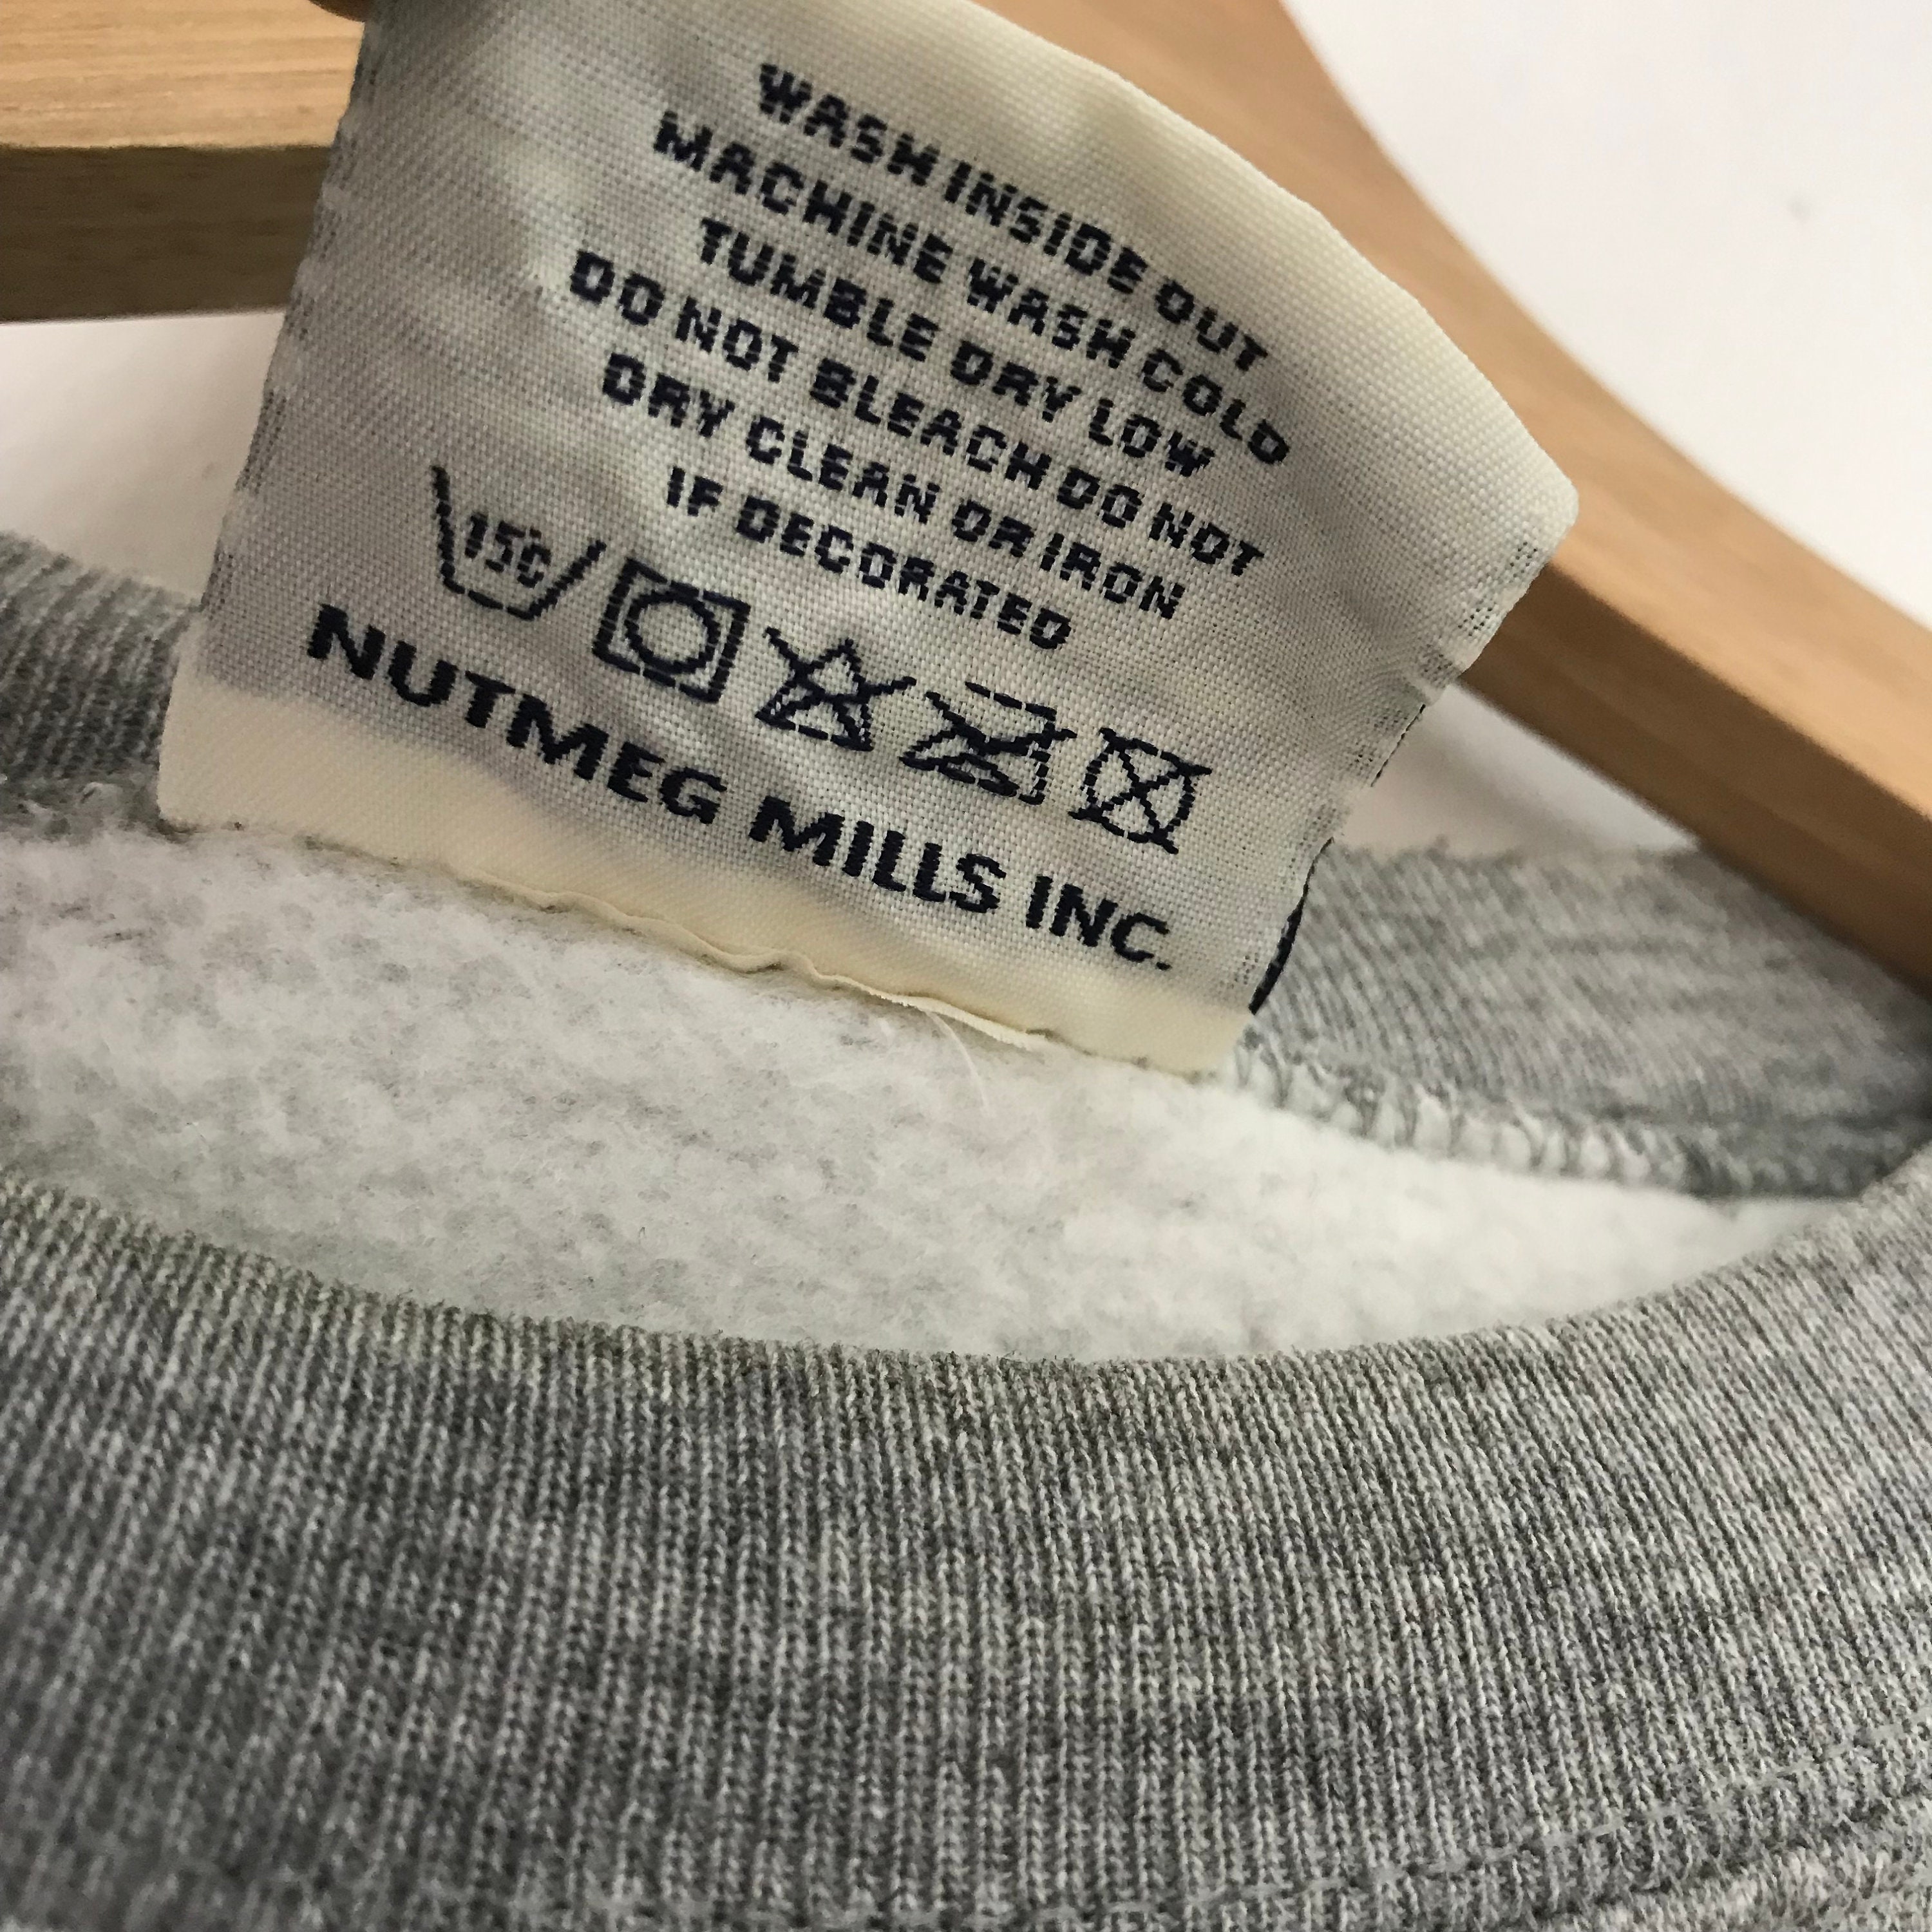 WASH INSIDE OUT
MACHINE WASH COLD
TUMBLE DRY LOW
DO NOT BLEACH DO NOT
DRY CLEAN OR IRON
IF DECORATED
15C
NUTMEG MILLS INC.